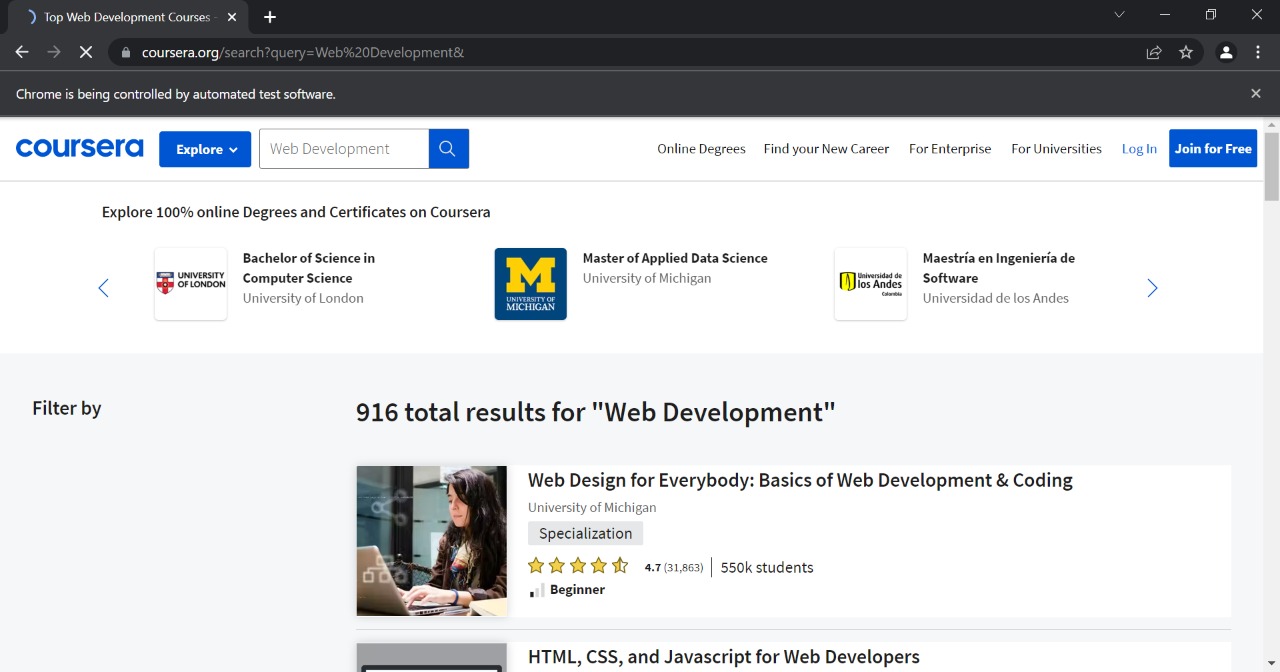 Top Web Development Courses -
coursera.org/search?query=Web%20Development&
Chrome is being controlled by automated test software.
coursera
Explore
Web Development
Online Degrees
Find your New Career
For Enterprise
For Universities
Log In
Join for Free
Explore 100% online Degrees and Certificates on Coursera
UNIVERSITY
OF LONDON
Bachelor of Science in
Computer Science
University of London
M
UNIVERSITY OF
MICHIGAN
Master of Applied Data Science
University of Michigan
Universidad de
los Andes
Colombia
Maestría en Ingeniería de
Software
Universidad de los Andes
Filter by
916 total results for "Web Development"
Web Design for Everybody: Basics of Web Development & Coding
University of Michigan
Specialization
4.7 (31,863)
550k students
Beginner
HTML, CSS, and Javascript for Web Developers